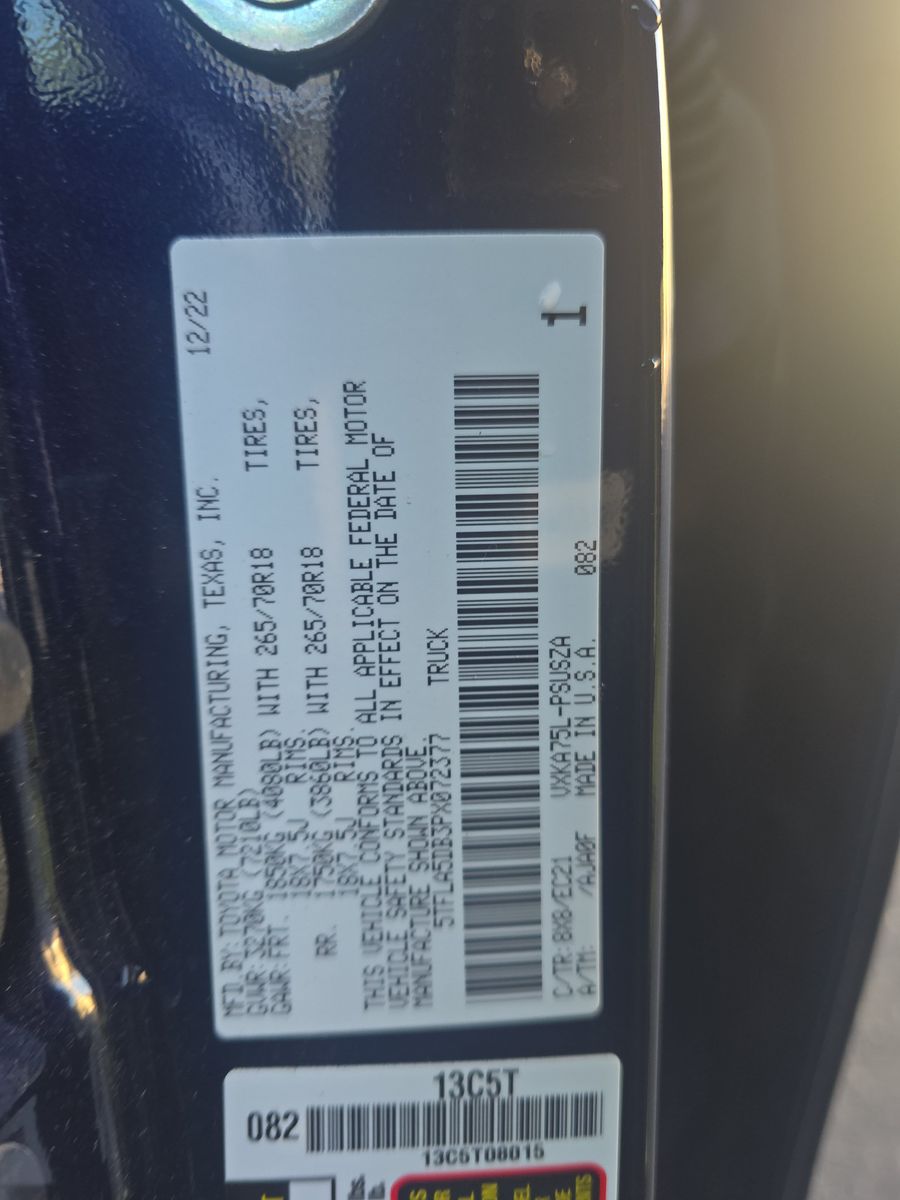 12/22
MFD.BY: TOYOTA MOTOR MANUFACTURING, TEXAS, INC.
GVWR: 3270KG (7210LB)
GAWR: FRT. 1850KG (4080LB) WITH 265/70R18 TIRES,
18X7.5J RIMS.
RR. 1750KG (3860LB) WITH 265/70R18 TIRES,
18X7.5J RIMS.
THIS VEHICLE CONFORMS TO ALL APPLICABLE FEDERAL MOTOR
VEHICLE SAFETY STANDARDS IN EFFECT ON THE DATE OF
MANUFACTURE SHOWN ABOVE.
5TFLA5DB3PX072377 TRUCK
C/TR: 8X8/EC21 VXKA75L-PSUSZA 1
A/TM: /AJA0F MADE IN U.S.A. 082
13C5T
082
13C5T08015